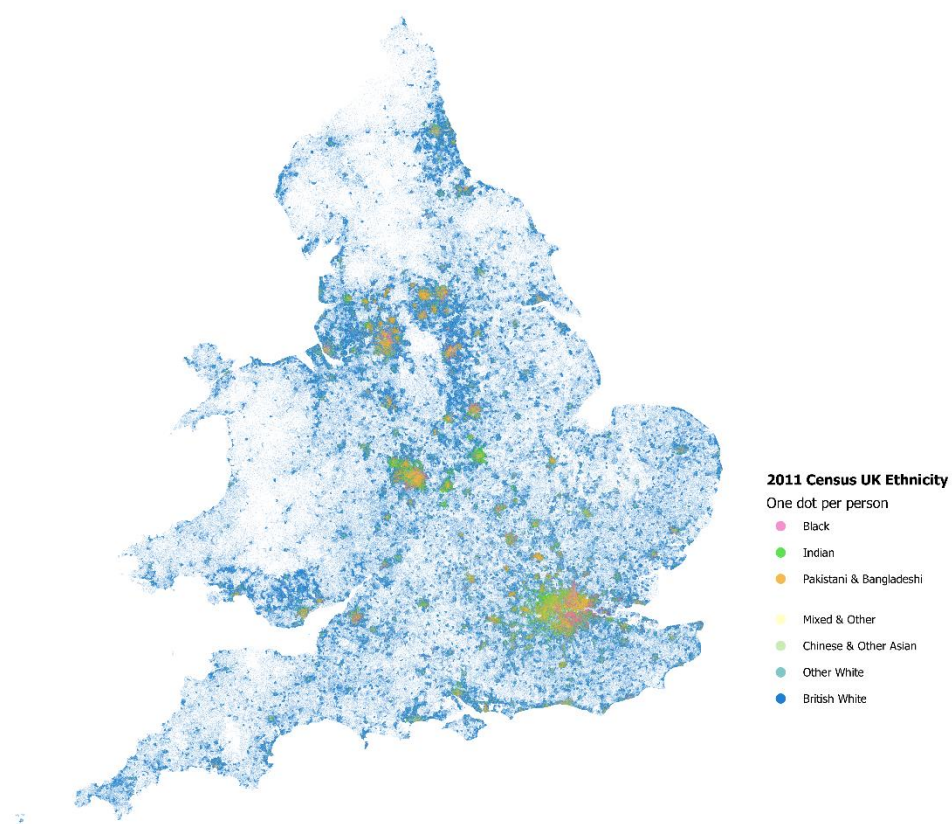 2011 Census UK Ethnicity
One dot per person
Black
Indian
Pakistani & Bangladeshi
Mixed & Other
Chinese & Other Asian
Other White
British White